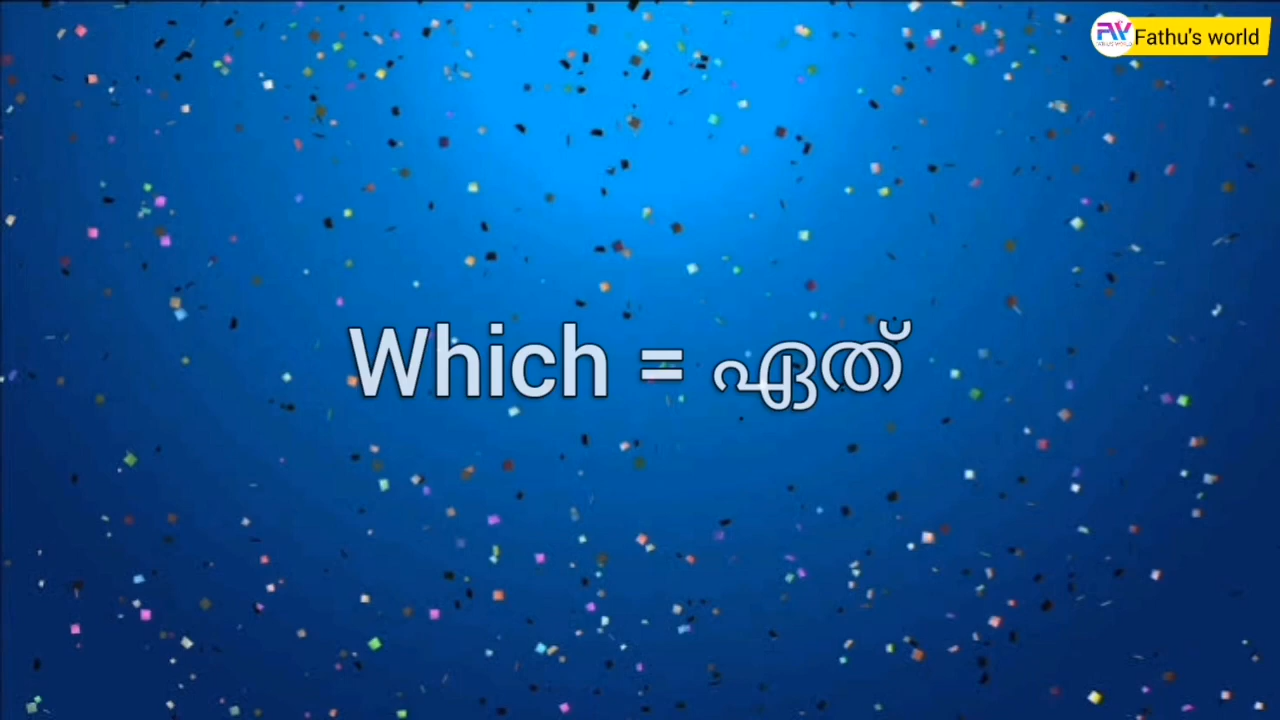 Fathu's world
Which = ഏത്